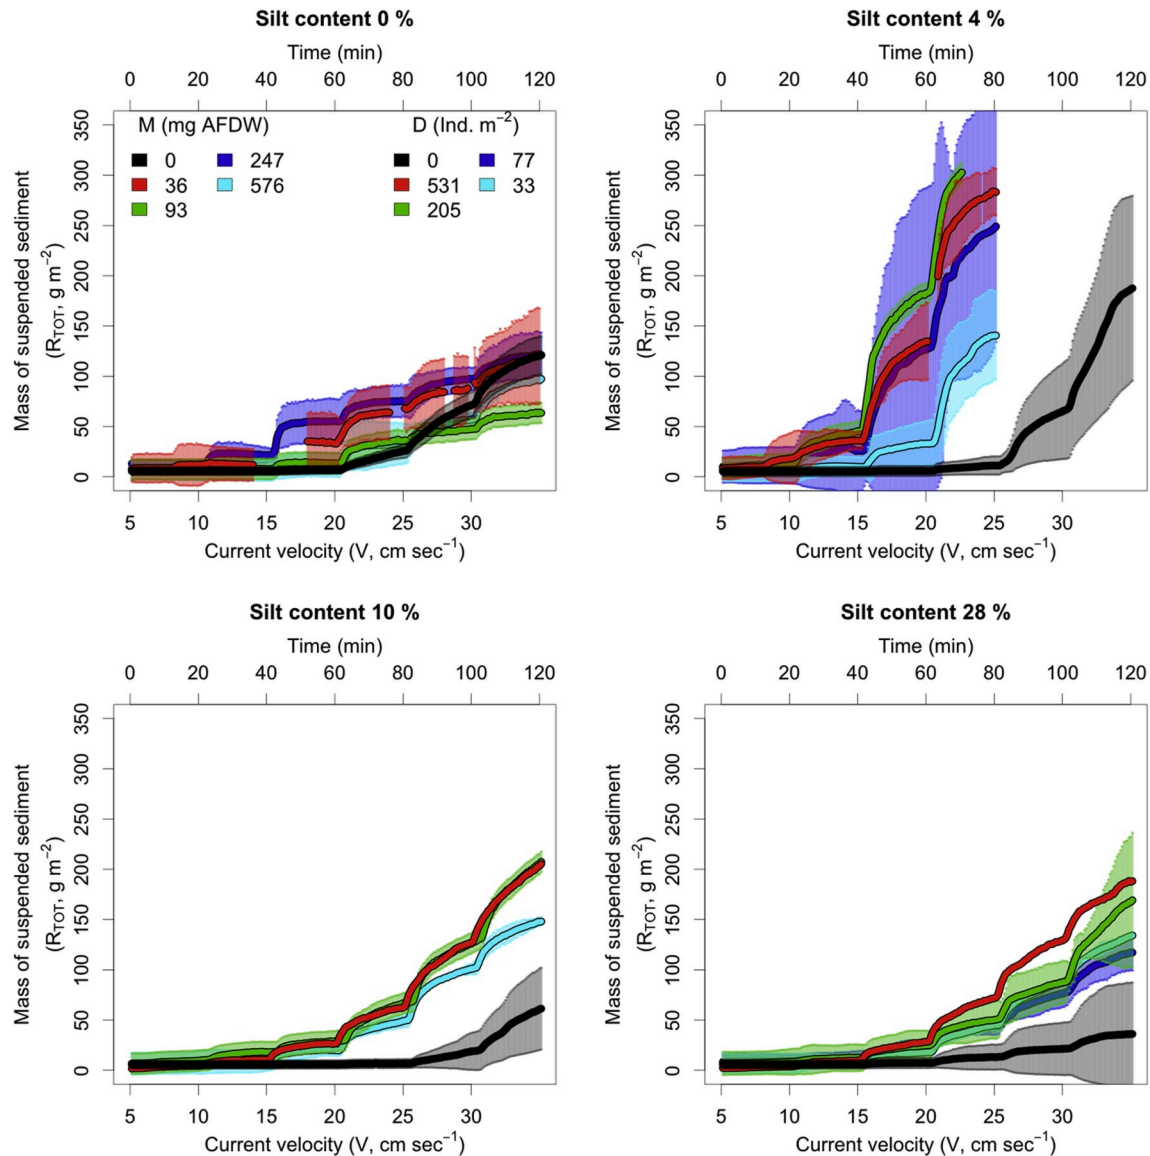 Silt content 0 %
Time (min)
0 20 40 60 80 100 120
Mass of suspended sediment
(R_TOT, g m⁻²)
350
300
250
200
150
100
50
0
M (mg AFDW)
0 247
36 576
93
D (Ind. m⁻²)
0 77
531 33
205
5 10 15 20 25 30
Current velocity (V, cm sec⁻¹)
Silt content 4 %
Time (min)
0 20 40 60 80 100 120
Mass of suspended sediment
(R_TOT, g m⁻²)
350
300
250
200
150
100
50
0
5 10 15 20 25 30
Current velocity (V, cm sec⁻¹)
Silt content 10 %
Time (min)
0 20 40 60 80 100 120
Mass of suspended sediment
(R_TOT, g m⁻²)
350
300
250
200
150
100
50
0
5 10 15 20 25 30
Current velocity (V, cm sec⁻¹)
Silt content 28 %
Time (min)
0 20 40 60 80 100 120
Mass of suspended sediment
(R_TOT, g m⁻²)
350
300
250
200
150
100
50
0
5 10 15 20 25 30
Current velocity (V, cm sec⁻¹)